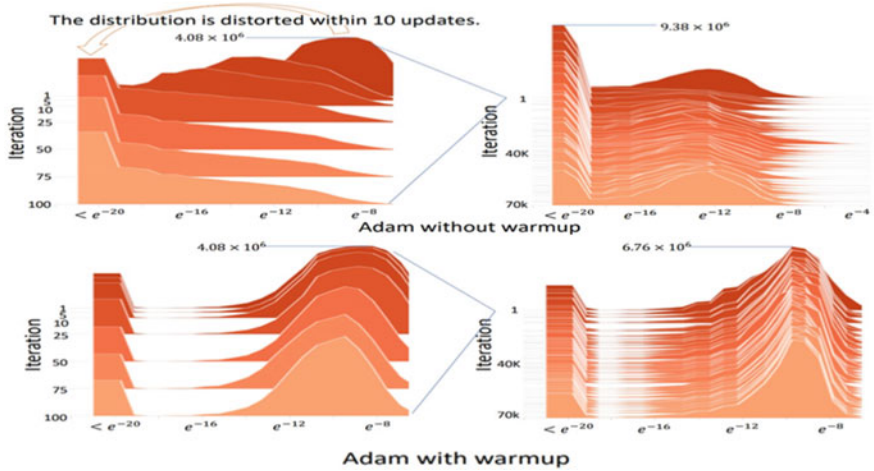 The distribution is distorted within 10 updates.
4.08 × 10⁶
9.38 × 10⁶
Iteration
1
5
10
25
50
75
100
< e⁻²⁰
e⁻¹⁶
e⁻¹²
e⁻⁸
Iteration
1
40K
70k
< e⁻²⁰
e⁻¹⁶
e⁻¹²
e⁻⁸
e⁻⁴
Adam without warmup
4.08 × 10⁶
6.76 × 10⁶
Iteration
1
5
10
25
50
75
100
< e⁻²⁰
e⁻¹⁶
e⁻¹²
e⁻⁸
Iteration
1
40K
70k
< e⁻²⁰
e⁻¹⁶
e⁻¹²
e⁻⁸
Adam with warmup